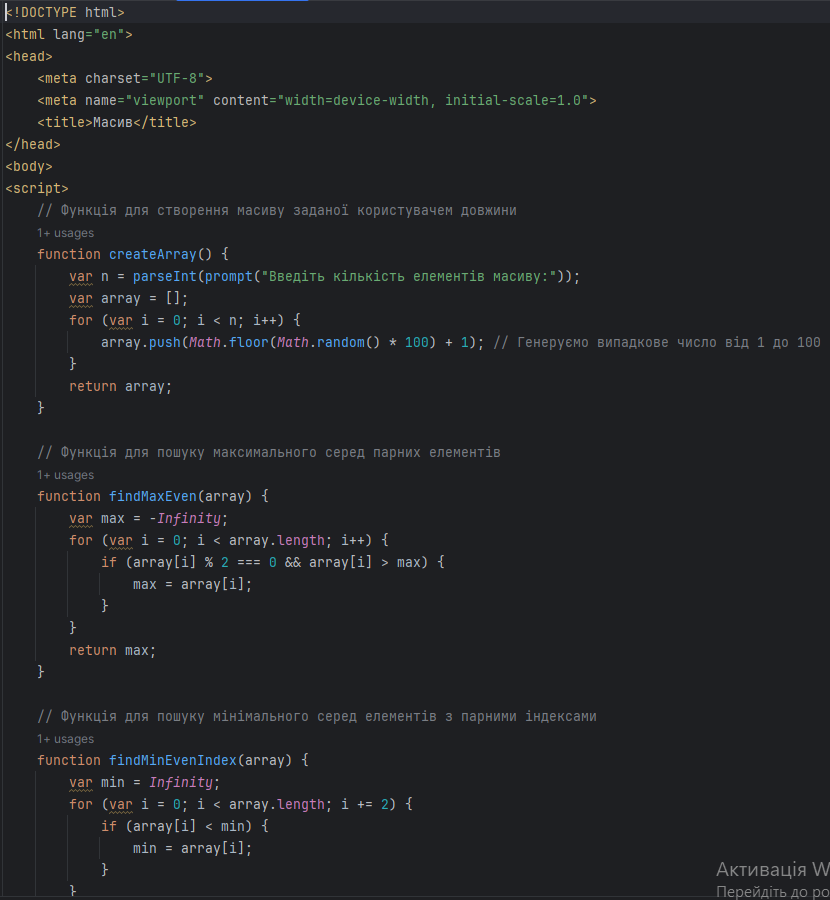 <!DOCTYPE html>
<html lang="en">
<head>
    <meta charset="UTF-8">
    <meta name="viewport" content="width=device-width, initial-scale=1.0">
    <title>Масив</title>
</head>
<body>
<script>
    // Функція для створення масиву заданої користувачем довжини
    1+ usages
    function createArray() {
        var n = parseInt(prompt("Введіть кількість елементів масиву:"));
        var array = [];
        for (var i = 0; i < n; i++) {
            array.push(Math.floor(Math.random() * 100) + 1); // Генеруємо випадкове число від 1 до 100
        }
        return array;
    }

    // Функція для пошуку максимального серед парних елементів
    1+ usages
    function findMaxEven(array) {
        var max = -Infinity;
        for (var i = 0; i < array.length; i++) {
            if (array[i] % 2 === 0 && array[i] > max) {
                max = array[i];
            }
        }
        return max;
    }

    // Функція для пошуку мінімального серед елементів з парними індексами
    1+ usages
    function findMinEvenIndex(array) {
        var min = Infinity;
        for (var i = 0; i < array.length; i += 2) {
            if (array[i] < min) {
                min = array[i];
            }
        }
Активація W
Перейдіть до ро